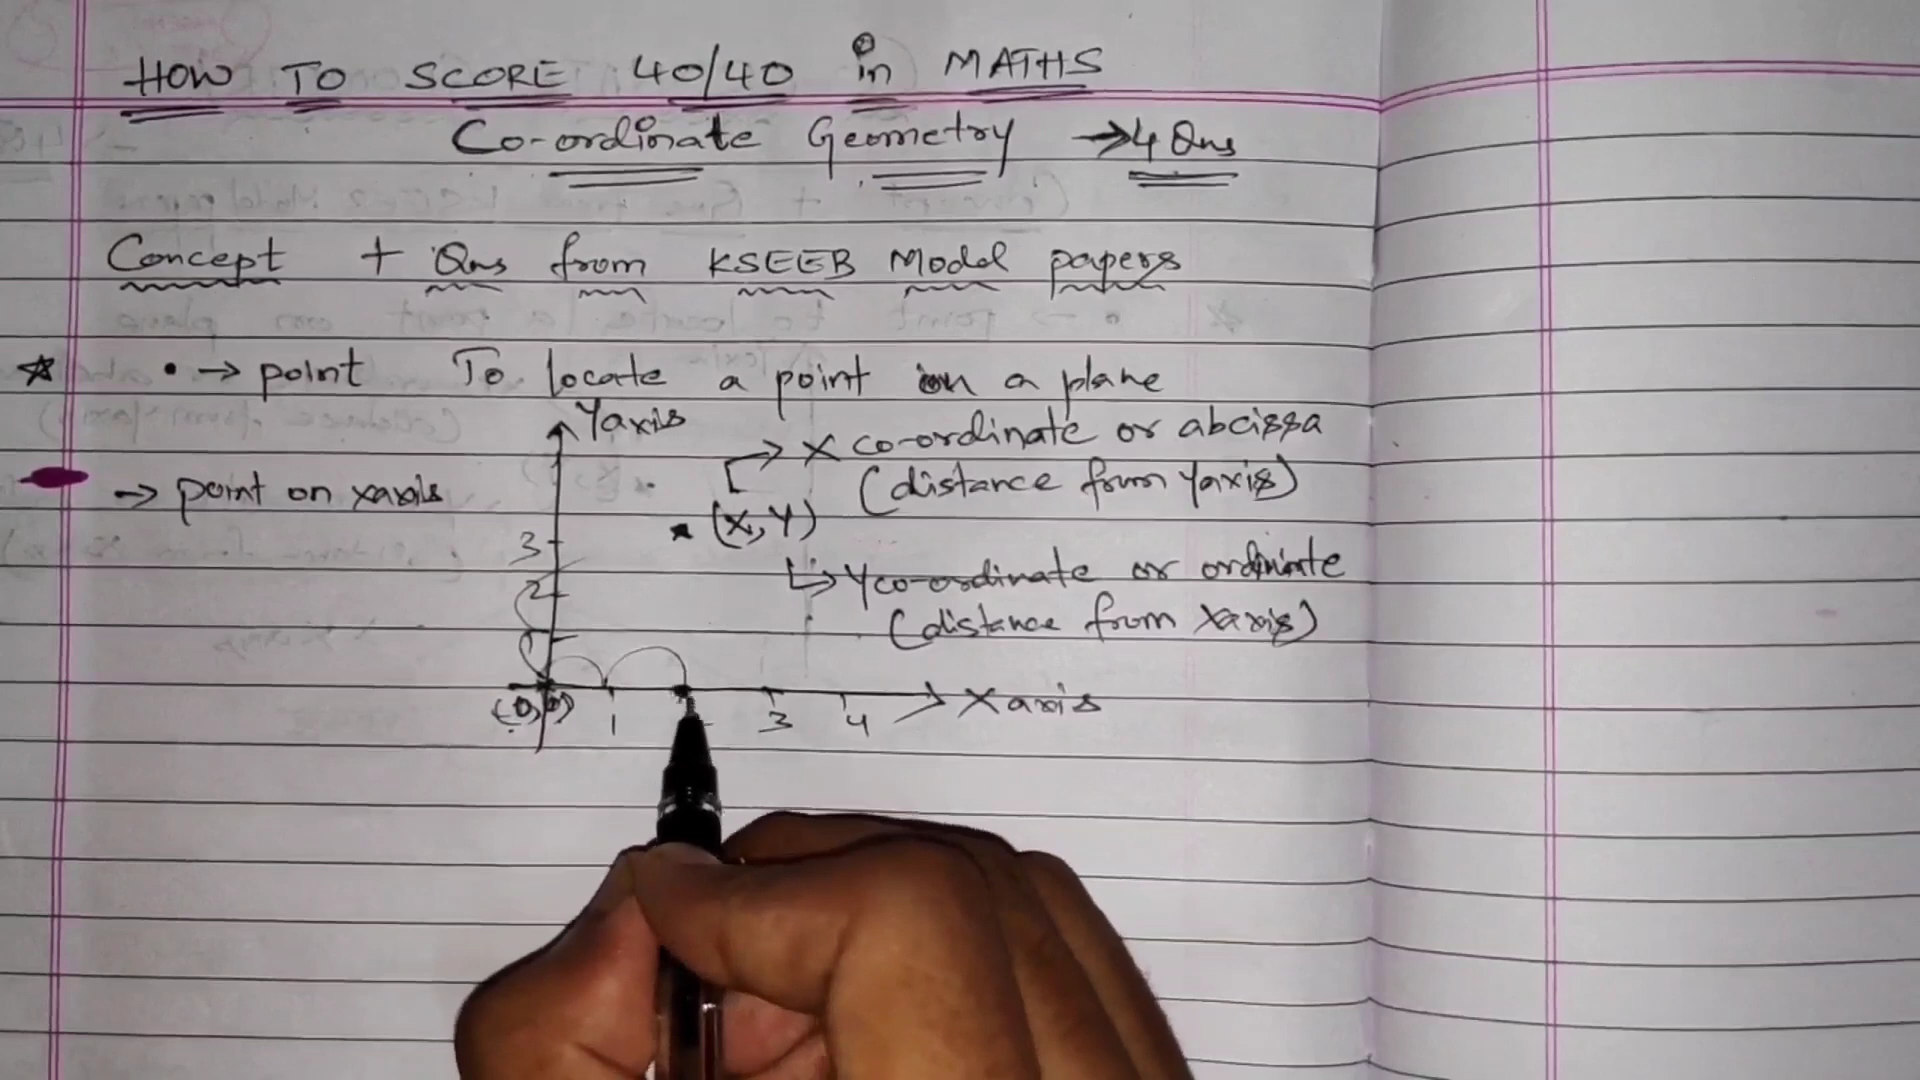 HOW TO SCORE 40/40 in MATHS
Co-ordinate Geometry → 4 Qns
Concept + Qns from KSEEB Model papers
☆ • → point To locate a point on a plane
Y axis
→ X co-ordinate or abcissa
(distance from Y axis)
→ point on x axis
(X, Y)
3
→ Y co-ordinate or
2
(distance from X axis)
(0,0) 1 3 4 X axis